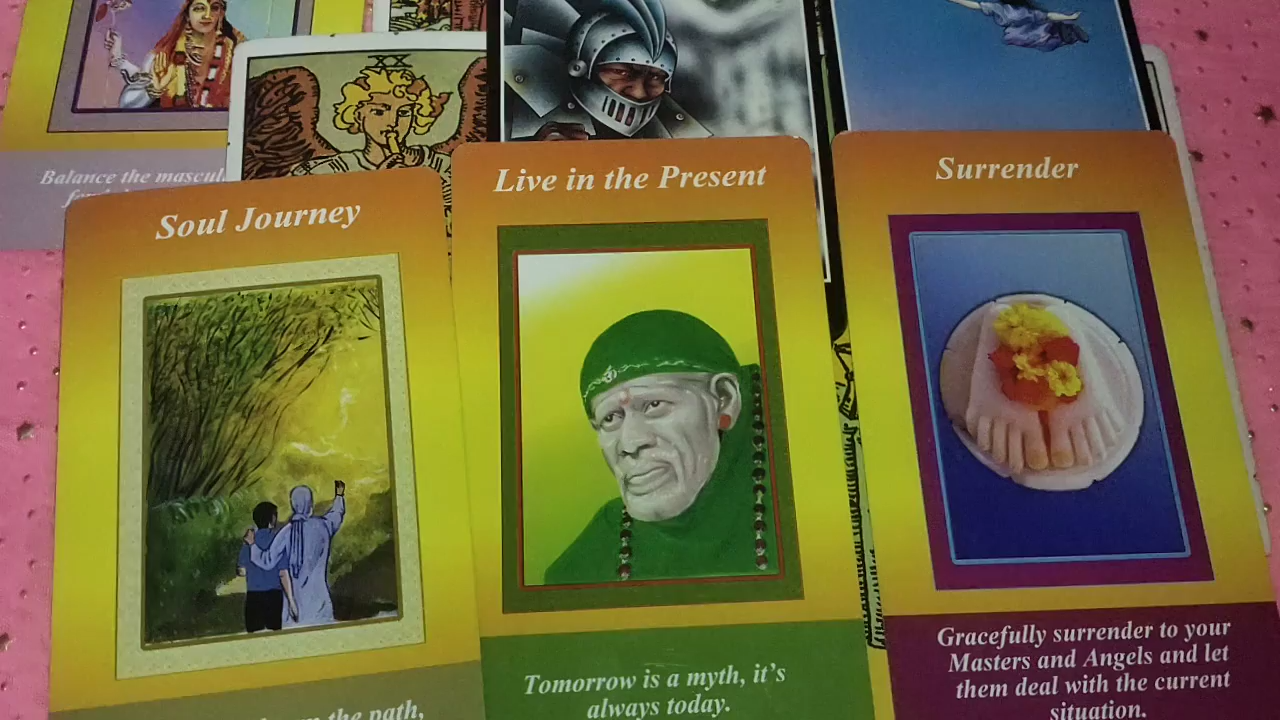 Balance the mascul
XX
Soul Journey
Live in the Present
Surrender
the path,
Tomorrow is a myth, it's
always today.
Gracefully surrender to your
Masters and Angels and let
them deal with the current
situation.